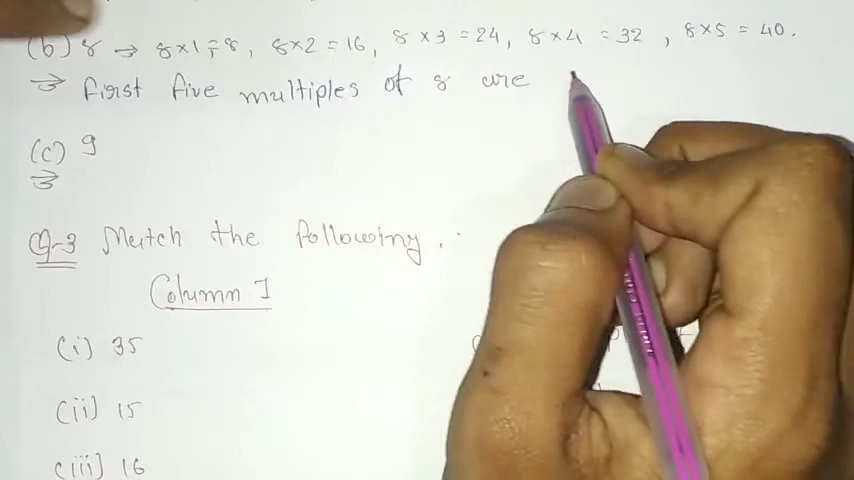 (b) 8 → 8×1=8, 8×2=16, 8×3=24, 8×4=32, 8×5=40.
⇒ first five multiples of 8 are
(c) 9
⇒
Q-3 Match the following.
Column I
(i) 35
(ii) 15
(iii) 16